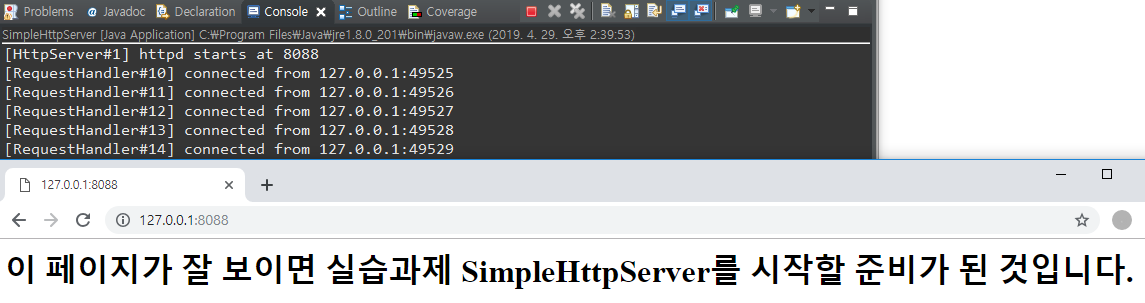 Problems @ Javadoc Declaration Console Outline Coverage
SimpleHttpServer [Java Application] C:₩Program Files₩Java₩jre1.8.0_201₩bin₩javaw.exe (2019. 4. 29. 오후 2:39:53)
[HttpServer#1] httpd starts at 8088
[RequestHandler#10] connected from 127.0.0.1:49525
[RequestHandler#11] connected from 127.0.0.1:49526
[RequestHandler#12] connected from 127.0.0.1:49527
[RequestHandler#13] connected from 127.0.0.1:49528
[RequestHandler#14] connected from 127.0.0.1:49529
127.0.0.1:8088
127.0.0.1:8088
이 페이지가 잘 보이면 실습과제 SimpleHttpServer를 시작할 준비가 된 것입니다.